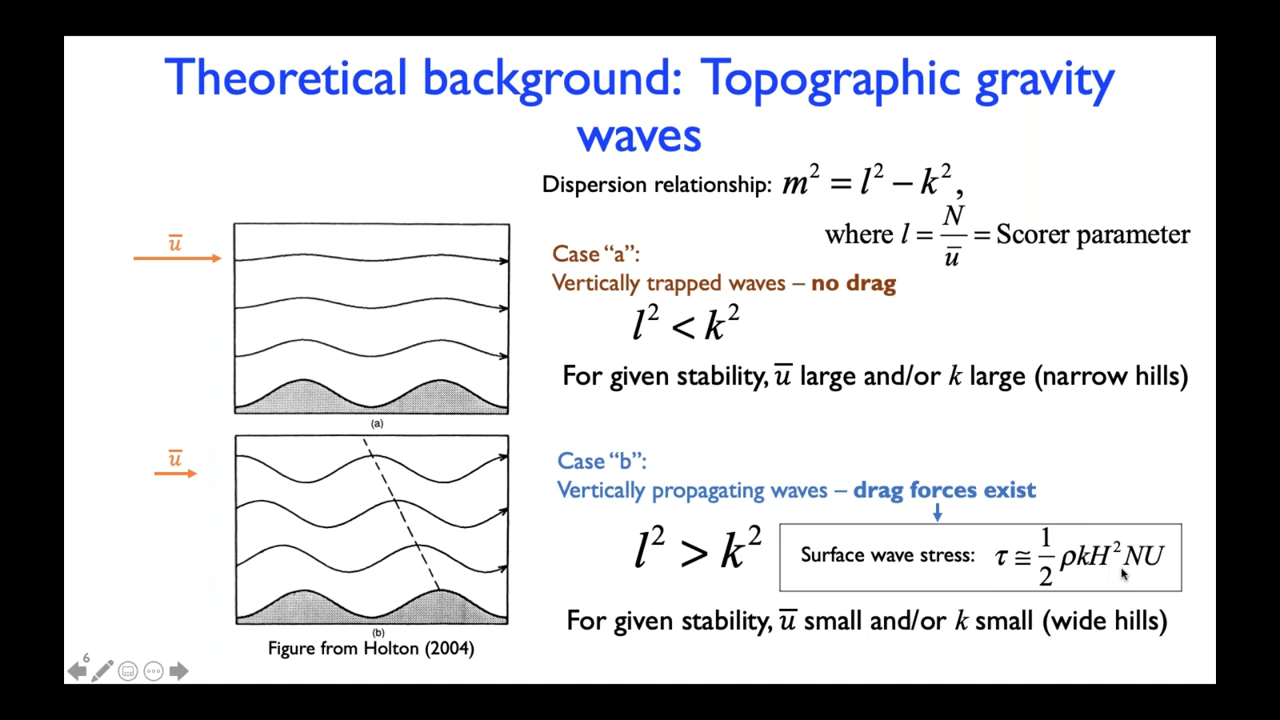 Theoretical background: Topographic gravity
waves
Dispersion relationship: m² = l² − k²,
where l = N/u̅ = Scorer parameter
u̅
Case “a”:
Vertically trapped waves – no drag
l² < k²
For given stability, u̅ large and/or k large (narrow hills)
(a)
u̅
Case “b”:
Vertically propagating waves – drag forces exist
l² > k²
Surface wave stress: τ ≅ 1/2 ρkH²NU
For given stability, u̅ small and/or k small (wide hills)
(b)
Figure from Holton (2004)
6